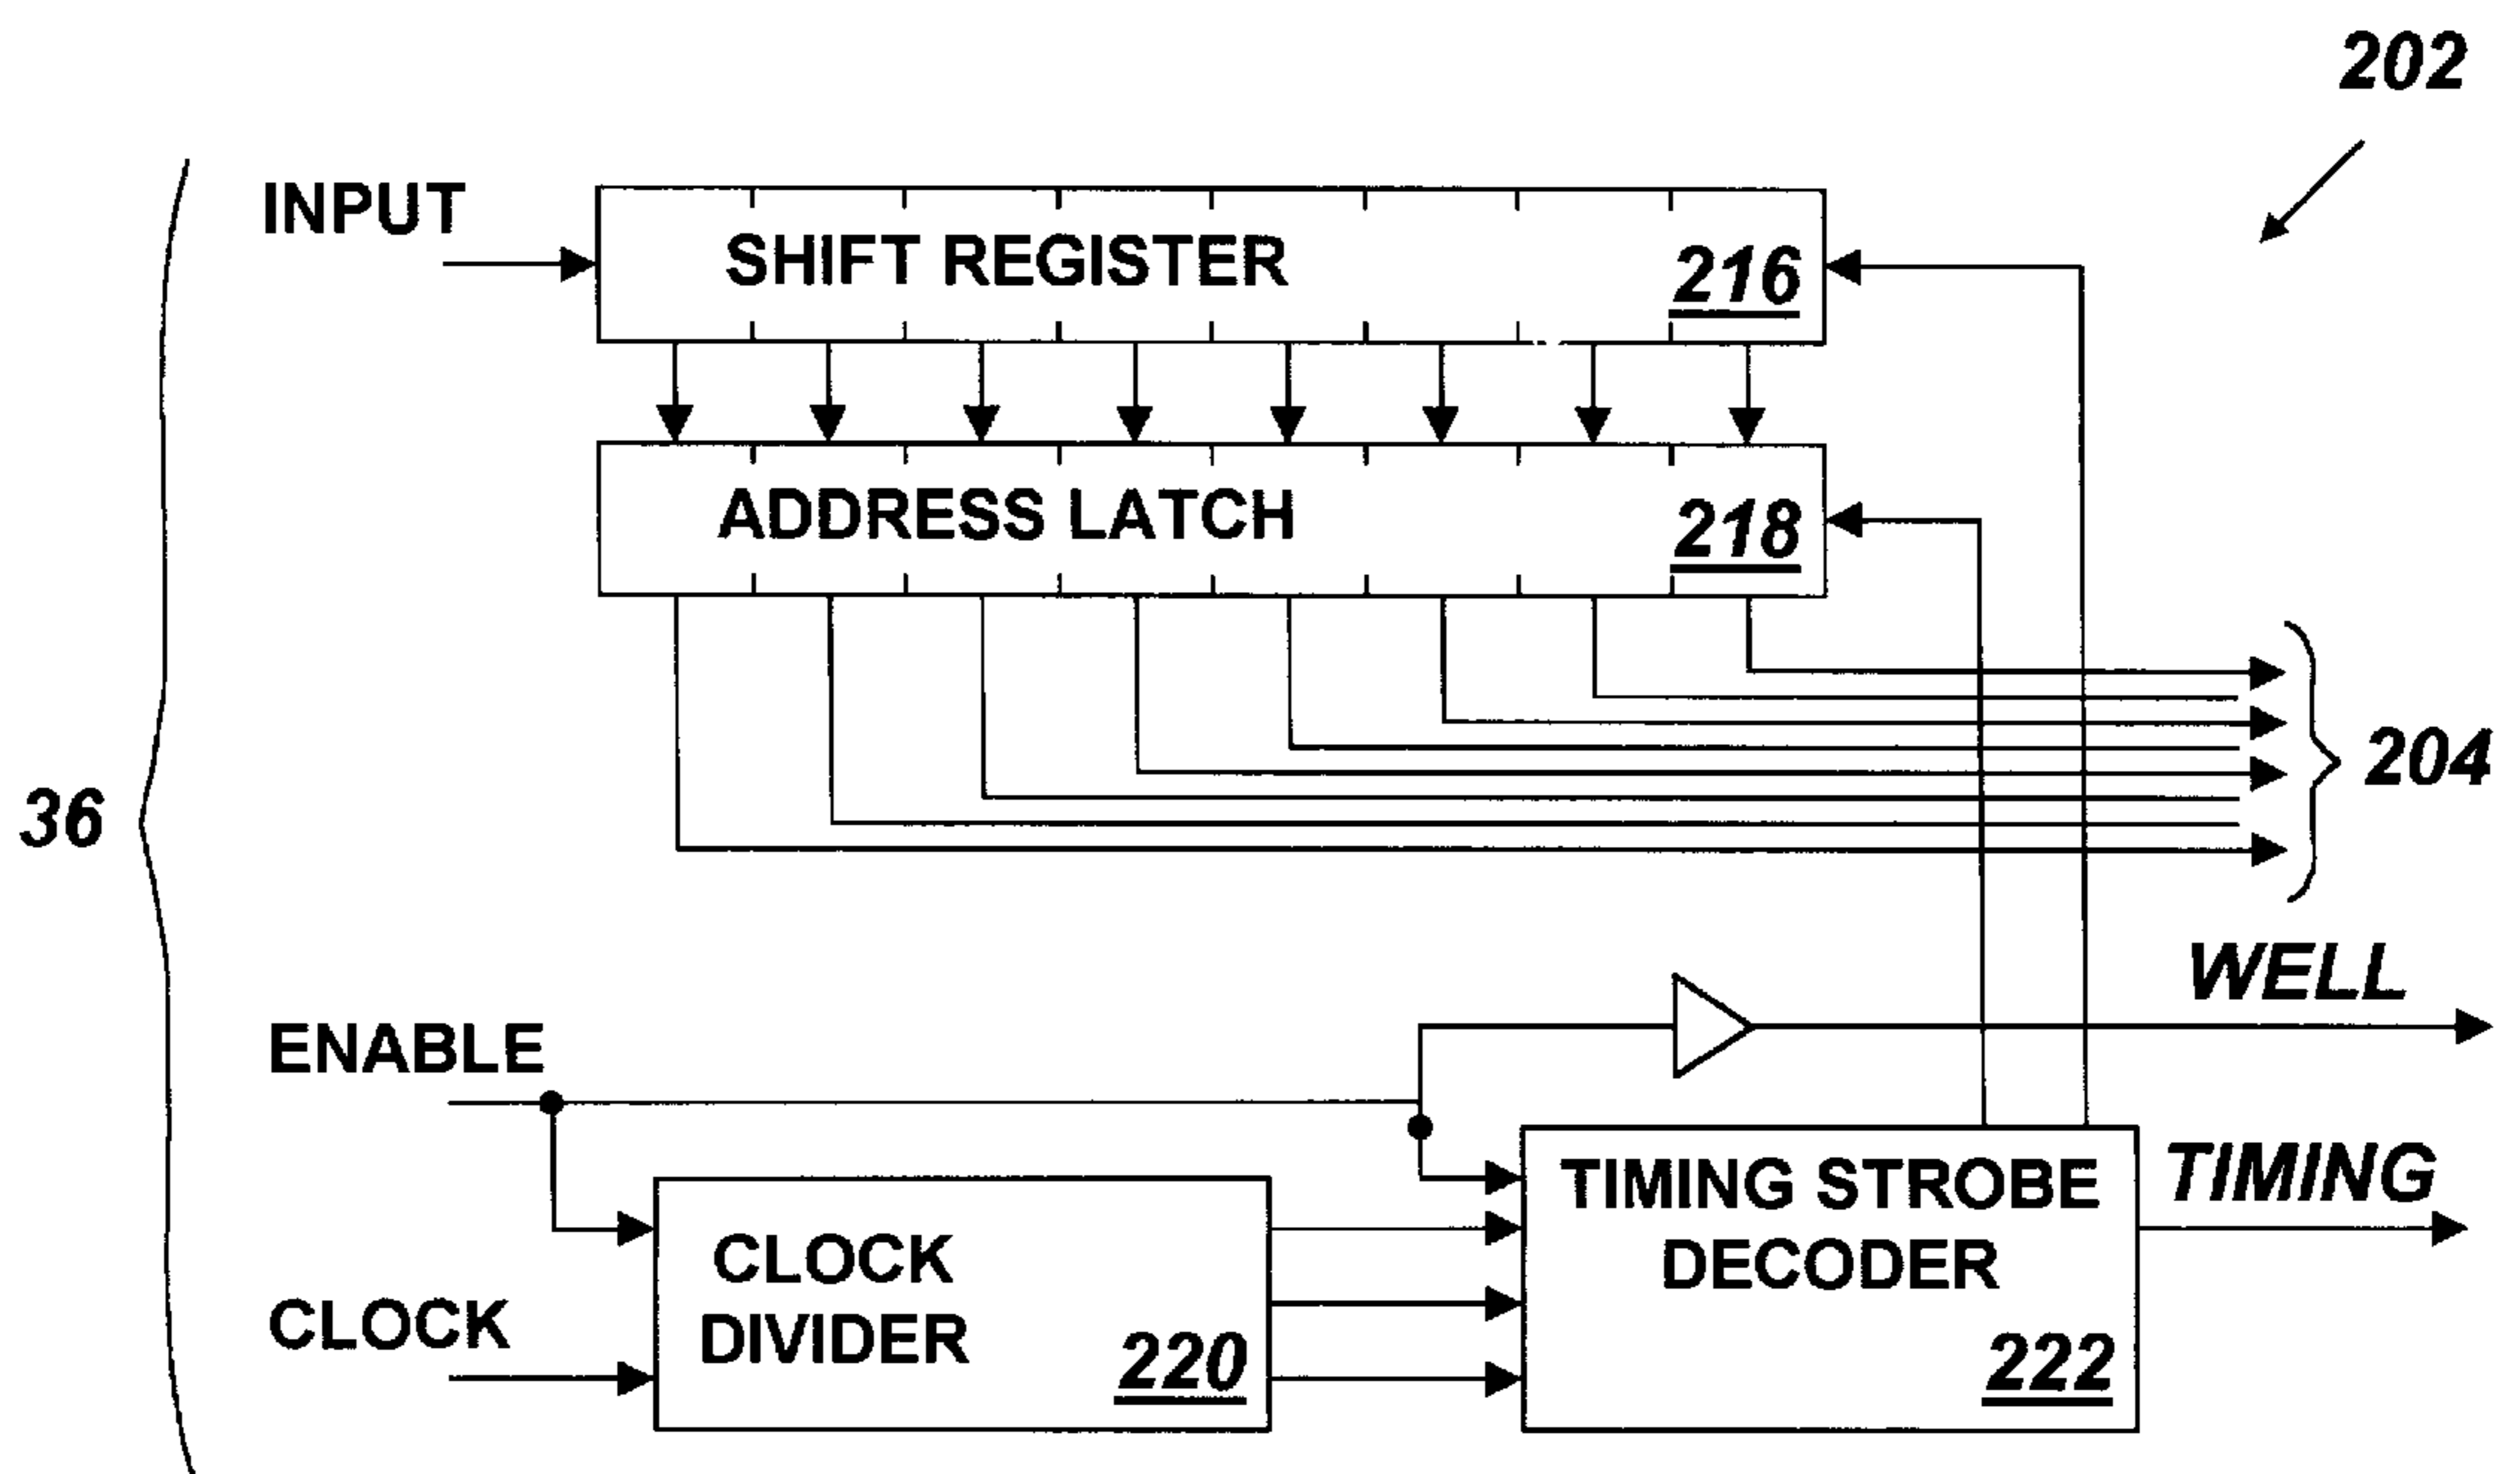 202
INPUT
SHIFT REGISTER
216
ADDRESS LATCH
218
204
36
WELL
ENABLE
TIMING STROBE
DECODER
222
TIMING
CLOCK
DIVIDER
220
CLOCK